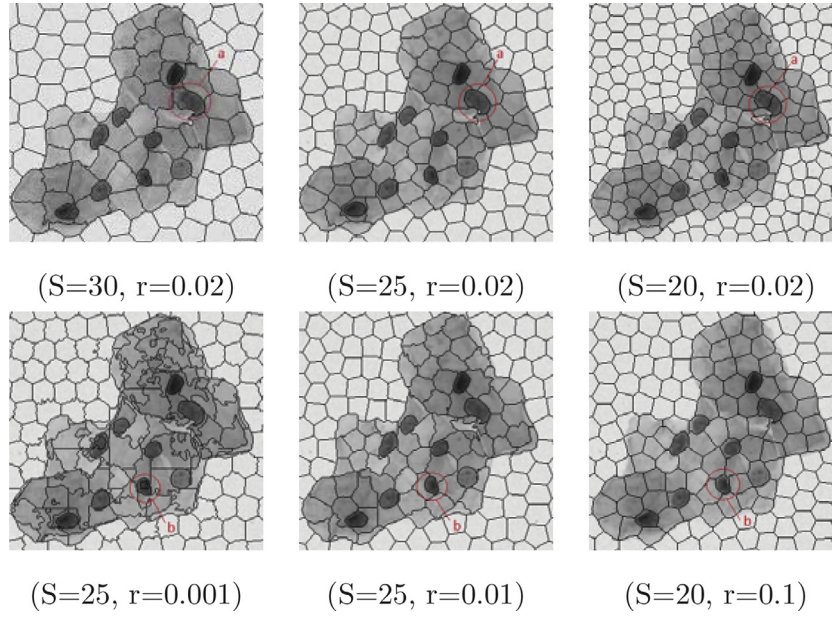 a
a
a
(S=30, r=0.02)
(S=25, r=0.02)
(S=20, r=0.02)
b
b
b
(S=25, r=0.001)
(S=25, r=0.01)
(S=20, r=0.1)